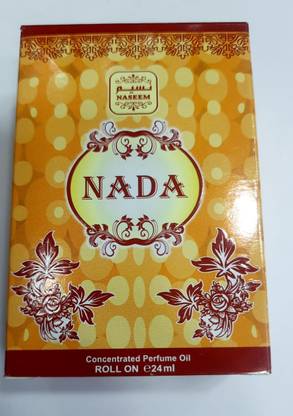 نسيم
NASEEM
NADA
Concentrated Perfume Oil
ROLL ON ℮24ml